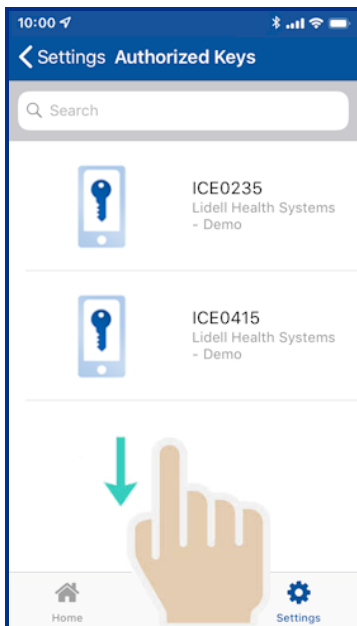 10:00
Settings Authorized Keys
Search
ICE0235
Lidell Health Systems
- Demo
ICE0415
Lidell Health Systems
- Demo
Home Settings